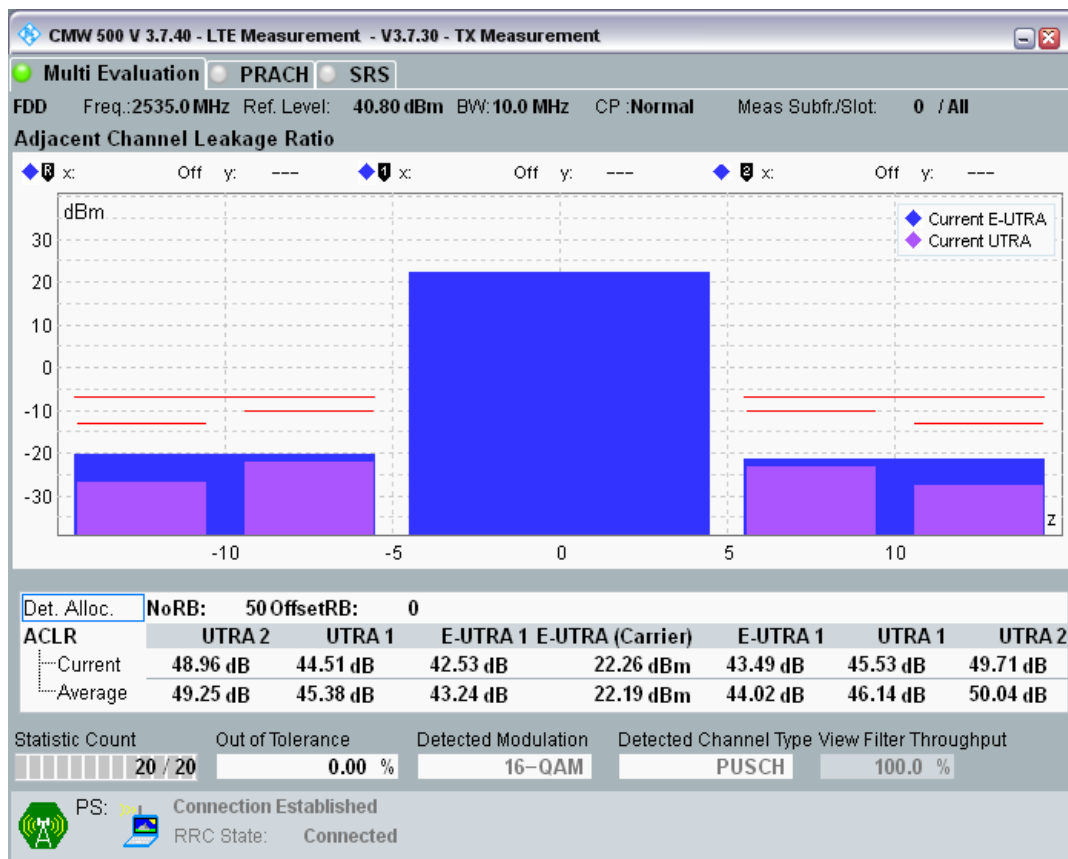 CMW 500 V 3.7.40 - LTE Measurement - V3.7.30 - TX Measurement
Multi Evaluation PRACH SRS
FDD Freq.:2535.0 MHz Ref. Level: 40.80 dBm BW: 10.0 MHz CP :Normal Meas Subfr./Slot: 0 / All
Adjacent Channel Leakage Ratio
R x: Off y: --- 1 x: Off y: --- 2 x: Off y: ---
dBm
Current E-UTRA
Current UTRA
30
20
10
0
-10
-20
-30
z
-10 -5 0 5 10
Det. Alloc. NoRB: 50 OffsetRB: 0
ACLR UTRA 2 UTRA 1 E-UTRA 1 E-UTRA (Carrier) E-UTRA 1 UTRA 1 UTRA 2
Current 48.96 dB 44.51 dB 42.53 dB 22.26 dBm 43.49 dB 45.53 dB 49.71 dB
Average 49.25 dB 45.38 dB 43.24 dB 22.19 dBm 44.02 dB 46.14 dB 50.04 dB
Statistic Count Out of Tolerance Detected Modulation Detected Channel Type View Filter Throughput
20 / 20 0.00 % 16-QAM PUSCH 100.0 %
PS: Connection Established
RRC State: Connected